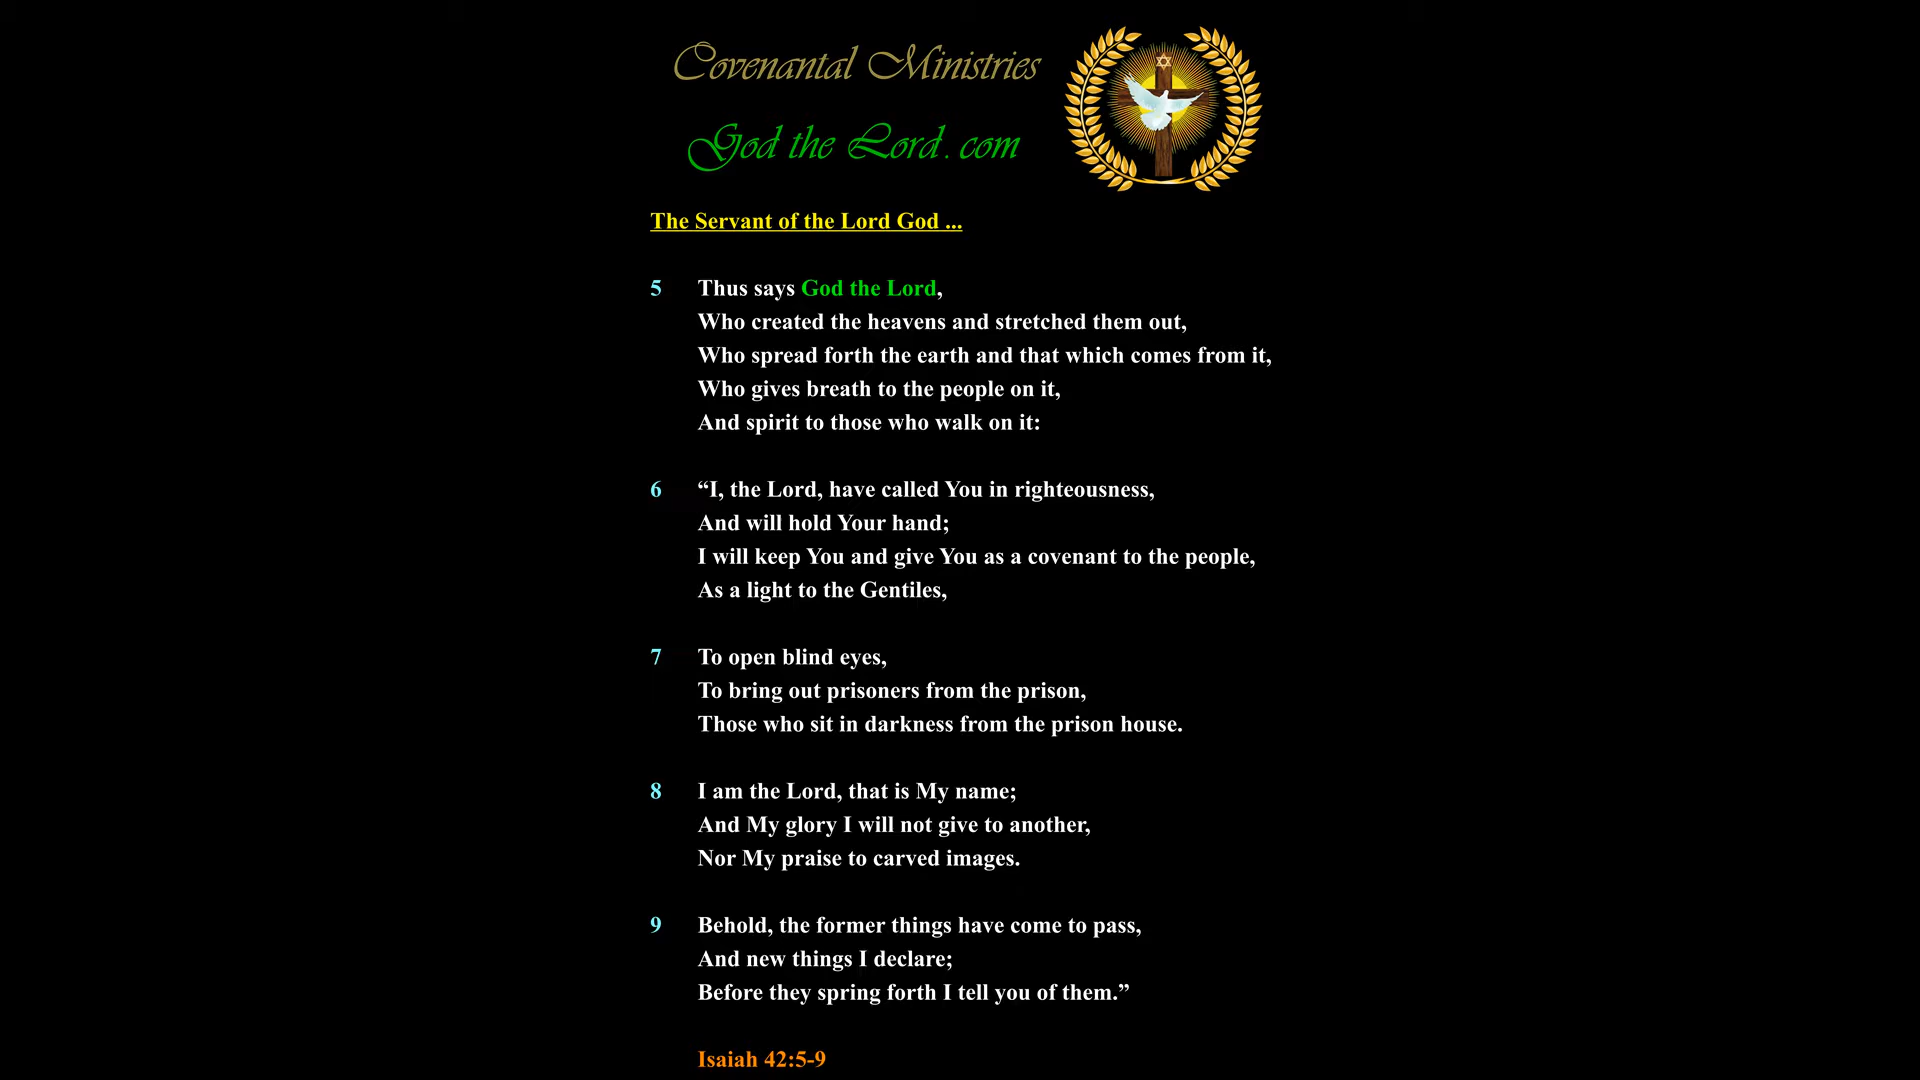 Covenantal Ministries
God the Lord . com
The Servant of the Lord God ...
5 Thus says God the Lord,
Who created the heavens and stretched them out,
Who spread forth the earth and that which comes from it,
Who gives breath to the people on it,
And spirit to those who walk on it:
6 “I, the Lord, have called You in righteousness,
And will hold Your hand;
I will keep You and give You as a covenant to the people,
As a light to the Gentiles,
7 To open blind eyes,
To bring out prisoners from the prison,
Those who sit in darkness from the prison house.
8 I am the Lord, that is My name;
And My glory I will not give to another,
Nor My praise to carved images.
9 Behold, the former things have come to pass,
And new things I declare;
Before they spring forth I tell you of them.”
Isaiah 42:5-9